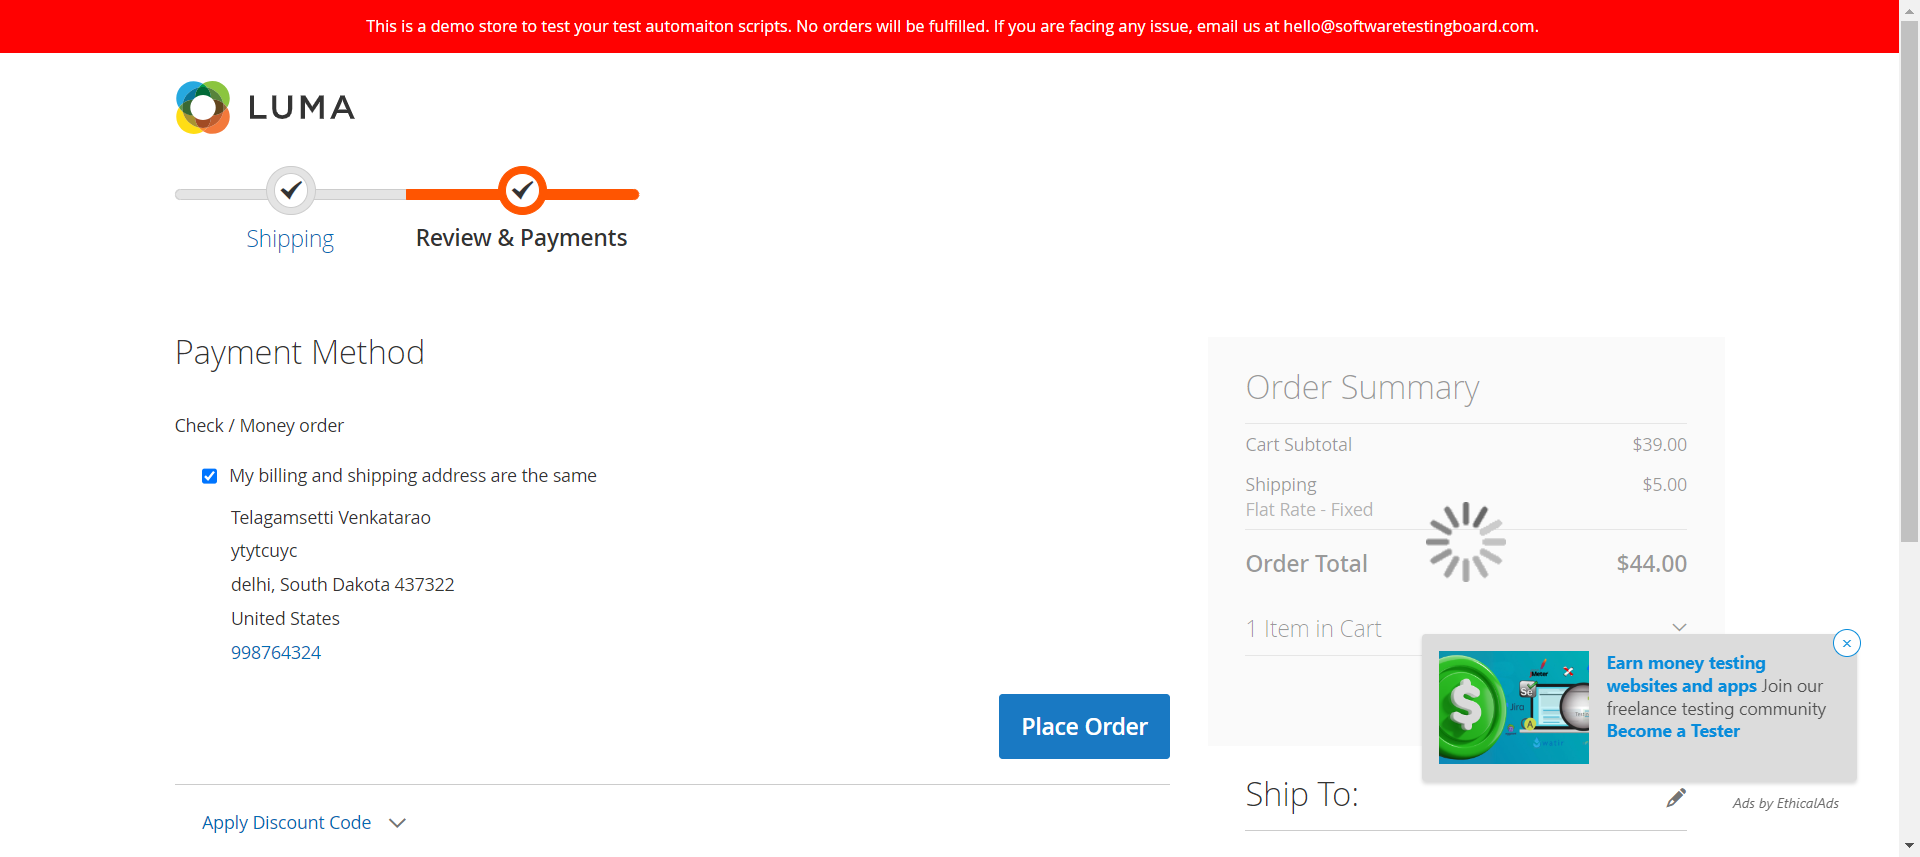 This is a demo store to test your test automaiton scripts. No orders will be fulfilled. If you are facing any issue, email us at hello@softwaretestingboard.com.
LUMA
Shipping
Review & Payments
Payment Method
Check / Money order
My billing and shipping address are the same
Telagamsetti Venkatarao
ytytcuyc
delhi, South Dakota 437322
United States
998764324
Place Order
Apply Discount Code
Order Summary
Cart Subtotal $39.00
Shipping $5.00
Flat Rate - Fixed
Order Total $44.00
1 Item in Cart
Earn money testing
websites and apps Join our
freelance testing community
Become a Tester
Ads by EthicalAds
Ship To: